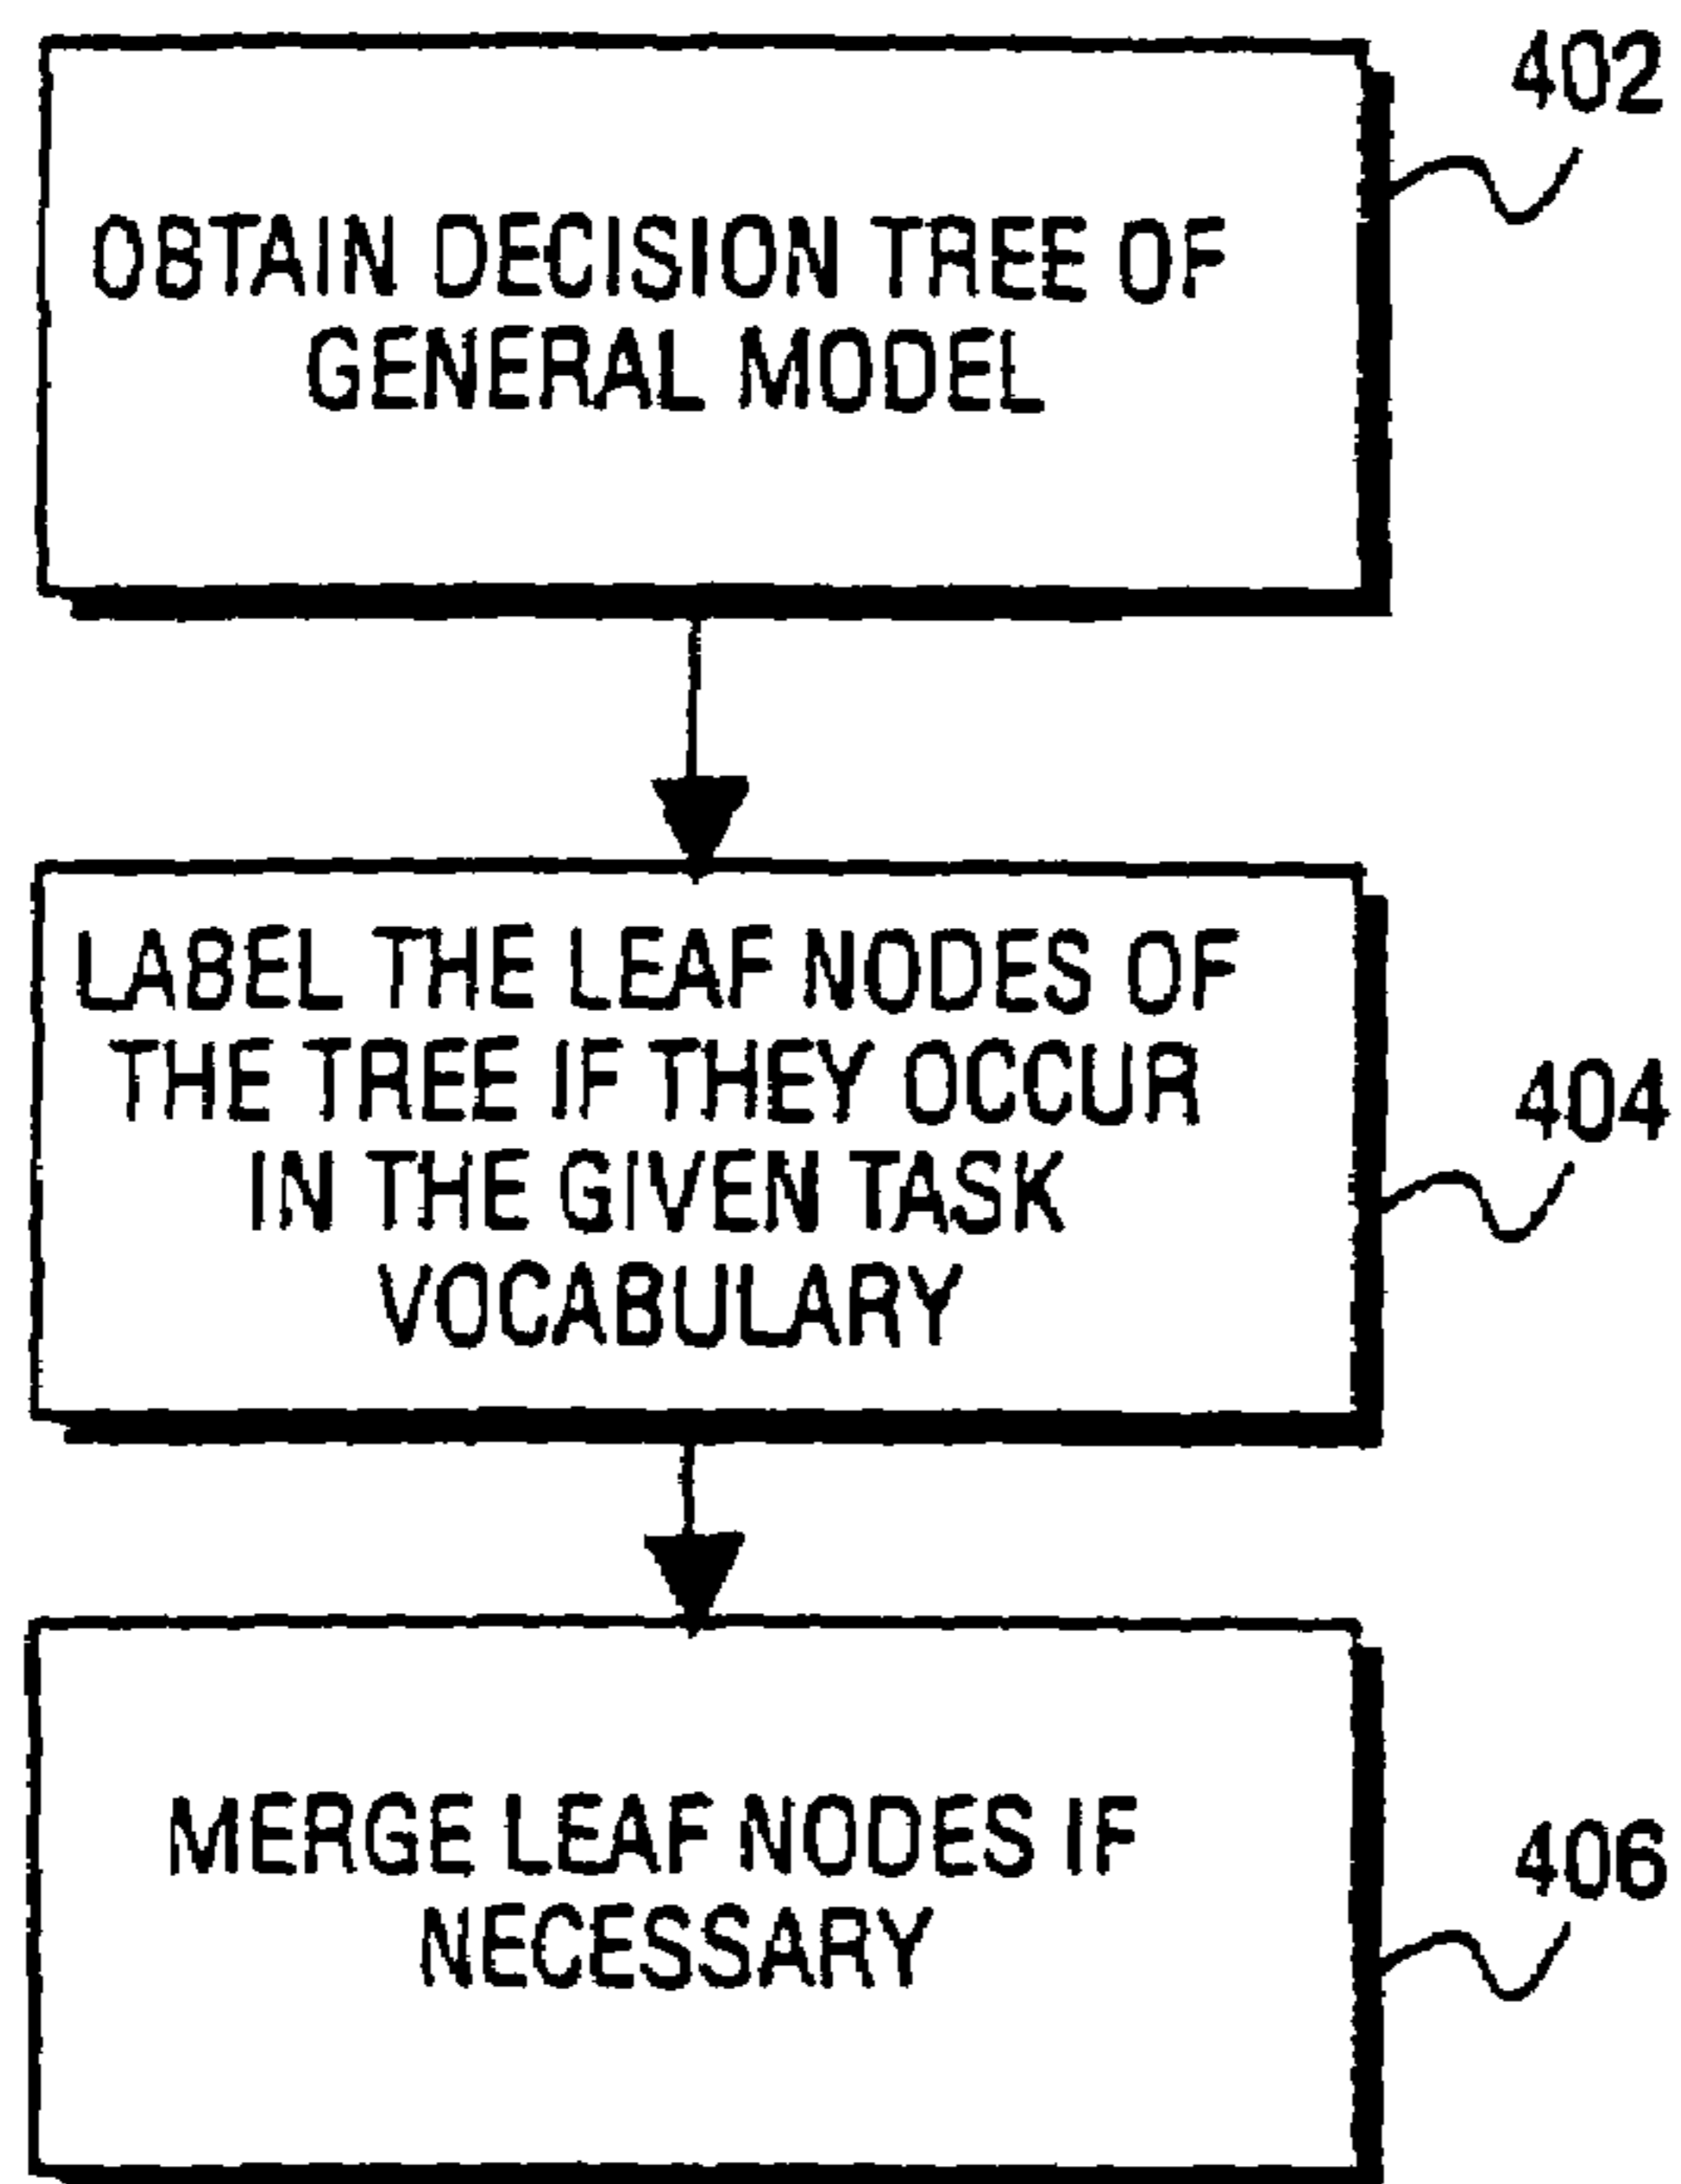 402
OBTAIN DECISION TREE OF
GENERAL MODEL
LABEL THE LEAF NODES OF
THE TREE IF THEY OCCUR
IN THE GIVEN TASK
VOCABULARY
404
MERGE LEAF NODES IF
NECESSARY
406